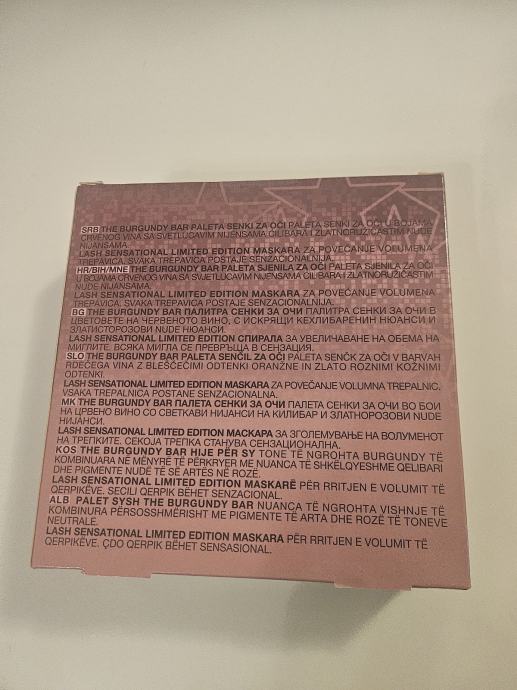 SRB THE BURGUNDY BAR PALETA SENKI ZA OČI PALETA SENKI ZA OČI U BOJAMA
CRVENOG VINA SA SVETLUCAVIM NIJENSAMA ĆILIBARA I ZLATNORUŽIČASTIM NUDE
NIJANSAMA.
LASH SENSATIONAL LIMITED EDITION MASKARA ZA POVEĆANJE VOLUMENA
TREPAVICA. SVAKA TREPAVICA POSTAJE SENZACIONALNIJA.
HR/BIH/MNE THE BURGUNDY BAR PALETA SJENILA ZA OČI PALETA SJENILA ZA OČI
U BOJAMA CRVENOG VINA SA SVJETLUCAVIM NIJENSAMA ĆILIBARA I ZLATNORUŽIČASTIM
NUDE NIJANSAMA.
LASH SENSATIONAL LIMITED EDITION MASKARA ZA POVEĆANJE VOLUMENA
TREPAVICA. SVAKA TREPAVICA POSTAJE SENZACIONALNIJA.
BG THE BURGUNDY BAR ПАЛИТРА СЕНКИ ЗА ОЧИ ПАЛИТРА СЕНКИ ЗА ОЧИ В
ЦВЕТОВЕТЕ НА ЧЕРВЕНОТО ВИНО, С ИСКРЯЩИ КЕХЛИБАРЕНИ НЮАНСИ И
ЗЛАТИСТОРОЗОВИ NUDE НЮАНСИ.
LASH SENSATIONAL LIMITED EDITION СПИРАЛА ЗА УВЕЛИЧАВАНЕ НА ОБЕМА НА
МИГЛИТЕ. ВСЯКА МИГЛА СЕ ПРЕВРЪЩА В СЕНЗАЦИЯ.
SLO THE BURGUNDY BAR PALETA SENČIL ZA OČI PALETA SENČK ZA OČI V BARVAH
RDEČEGA VINA Z BLEŠČEČIMI ODTENKI ORANŽNE IN ZLATO ROZNIMI KOŽNIMI
ODTENKI.
LASH SENSATIONAL LIMITED EDITION MASKARA ZA POVEČANJE VOLUMNA TREPALNIC.
VSAKA TREPALNICA POSTANE SENZACIONALNA.
MK THE BURGUNDY BAR ПАЛЕТА СЕНКИ ЗА ОЧИ ПАЛЕТА СЕНКИ ЗА ОЧИ ВО БОИ
НА ЦРВЕНО ВИНО СО СВЕТКАВИ НИЈАНСИ НА КИЛИБАР И ЗЛАТНОРОЗОВИ NUDE
НИЈАНСИ.
LASH SENSATIONAL LIMITED EDITION МАСКАРА ЗА ЗГОЛЕМУВАЊЕ НА ВОЛУМЕНОТ
НА ТРЕПКИТЕ. СЕКОЈА ТРЕПКА СТАНУВА СЕНЗАЦИОНАЛНА.
KOS THE BURGUNDY BAR HIJE PËR SY TONE TË NGROHTA BURGUNDY TË
KOMBINUARA NË MËNYRË TË PËRKRYER ME NUANCA TË SHKËLQYESHME QELIBARI
DHE PIGMENTE NUDE TË SË ARTËS NË ROZË.
LASH SENSATIONAL LIMITED EDITION MASKARË PËR RRITJEN E VOLUMIT TË
QERPIKËVE. SECILI QERPIK BËHET SENZACIONAL.
ALB PALET SYSH THE BURGUNDY BAR NUANCA TË NGROHTA VISHNJE TË
KOMBINURA PËRSOSSHMËRISHT ME PIGMENTE TË ARTA DHE ROZË TË TONEVE
NEUTRALE.
LASH SENSATIONAL LIMITED EDITION MASKARA PËR RRITJEN E VOLUMIT TË
QERPIKËVE. ÇDO QERPIK BËHET SENSASIONAL.